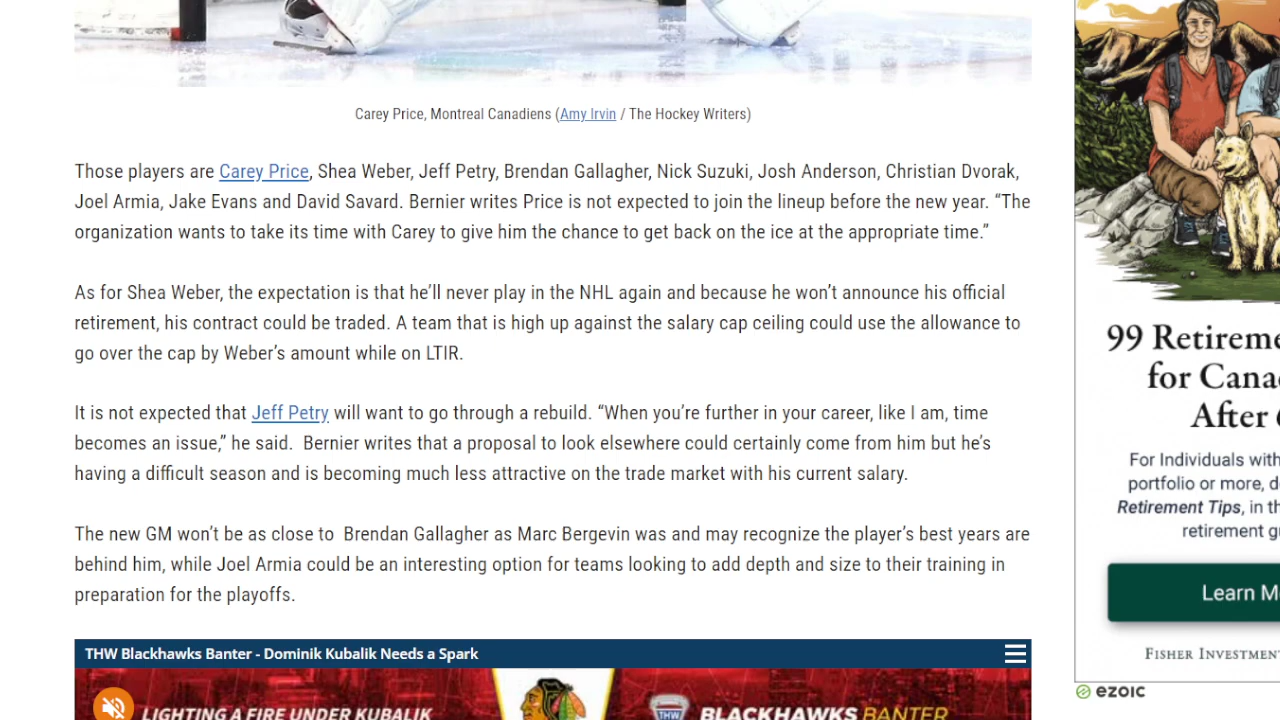 Carey Price, Montreal Canadiens (Amy Irvin / The Hockey Writers)
Those players are Carey Price, Shea Weber, Jeff Petry, Brendan Gallagher, Nick Suzuki, Josh Anderson, Christian Dvorak,
Joel Armia, Jake Evans and David Savard. Bernier writes Price is not expected to join the lineup before the new year. “The
organization wants to take its time with Carey to give him the chance to get back on the ice at the appropriate time.”
As for Shea Weber, the expectation is that he’ll never play in the NHL again and because he won’t announce his official
retirement, his contract could be traded. A team that is high up against the salary cap ceiling could use the allowance to
go over the cap by Weber’s amount while on LTIR.
It is not expected that Jeff Petry will want to go through a rebuild. “When you’re further in your career, like I am, time
becomes an issue,” he said.  Bernier writes that a proposal to look elsewhere could certainly come from him but he’s
having a difficult season and is becoming much less attractive on the trade market with his current salary.
The new GM won’t be as close to  Brendan Gallagher as Marc Bergevin was and may recognize the player’s best years are
behind him, while Joel Armia could be an interesting option for teams looking to add depth and size to their training in
preparation for the playoffs.
THW Blackhawks Banter - Dominik Kubalik Needs a Spark
LIGHTING A FIRE UNDER KUBALIK
THW
BLACKHAWKS BANTER
99 Retireme
for Cana
After
For Individuals with
portfolio or more, d
Retirement Tips, in th
retirement g
Learn M
FISHER INVESTMEN
ezoic